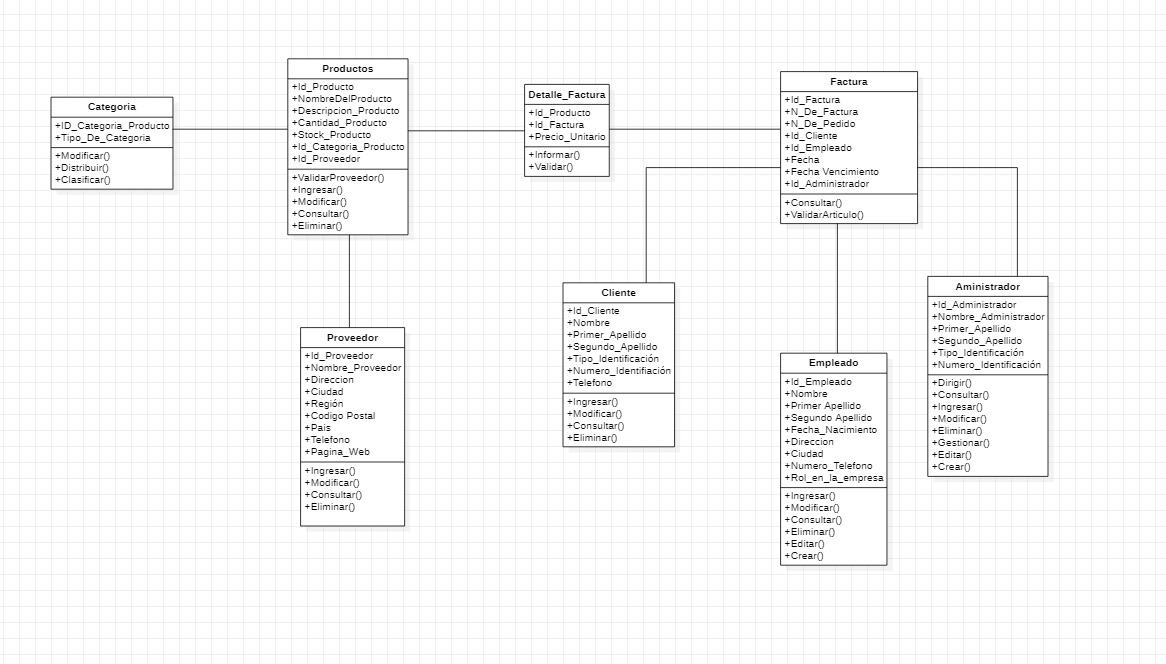 Categoria
+ID_Categoria_Producto
+Tipo_De_Categoria
+Modificar()
+Distribuir()
+Clasificar()
Productos
+Id_Producto
+NombreDelProducto
+Descripcion_Producto
+Cantidad_Producto
+Stock_Producto
+Id_Categoria_Producto
+Id_Proveedor
+ValidarProveedor()
+Ingresar()
+Modificar()
+Consultar()
+Eliminar()
Detalle_Factura
+Id_Producto
+Id_Factura
+Precio_Unitario
+Informar()
+Validar()
Factura
+Id_Factura
+N_De_Factura
+N_De_Pedido
+Id_Cliente
+Id_Empleado
+Fecha
+Fecha Vencimiento
+Id_Administrador
+Consultar()
+ValidarArticulo()
Proveedor
+Id_Proveedor
+Nombre_Proveedor
+Direccion
+Ciudad
+Región
+Codigo Postal
+Pais
+Telefono
+Pagina_Web
+Ingresar()
+Modificar()
+Consultar()
+Eliminar()
Cliente
+Id_Cliente
+Nombre
+Primer_Apellido
+Segundo_Apellido
+Tipo_Identificación
+Numero_Identifiación
+Telefono
+Ingresar()
+Modificar()
+Consultar()
+Eliminar()
Empleado
+Id_Empleado
+Nombre
+Primer Apellido
+Segundo Apellido
+Fecha_Nacimiento
+Direccion
+Ciudad
+Numero_Telefono
+Rol_en_la_empresa
+Ingresar()
+Modificar()
+Consultar()
+Eliminar()
+Editar()
+Crear()
Aministrador
+Id_Administrador
+Nombre_Administrador
+Primer_Apellido
+Segundo_Apellido
+Tipo_Identificación
+Numero_Identificación
+Dirigir()
+Consultar()
+Ingresar()
+Modificar()
+Eliminar()
+Gestionar()
+Editar()
+Crear()